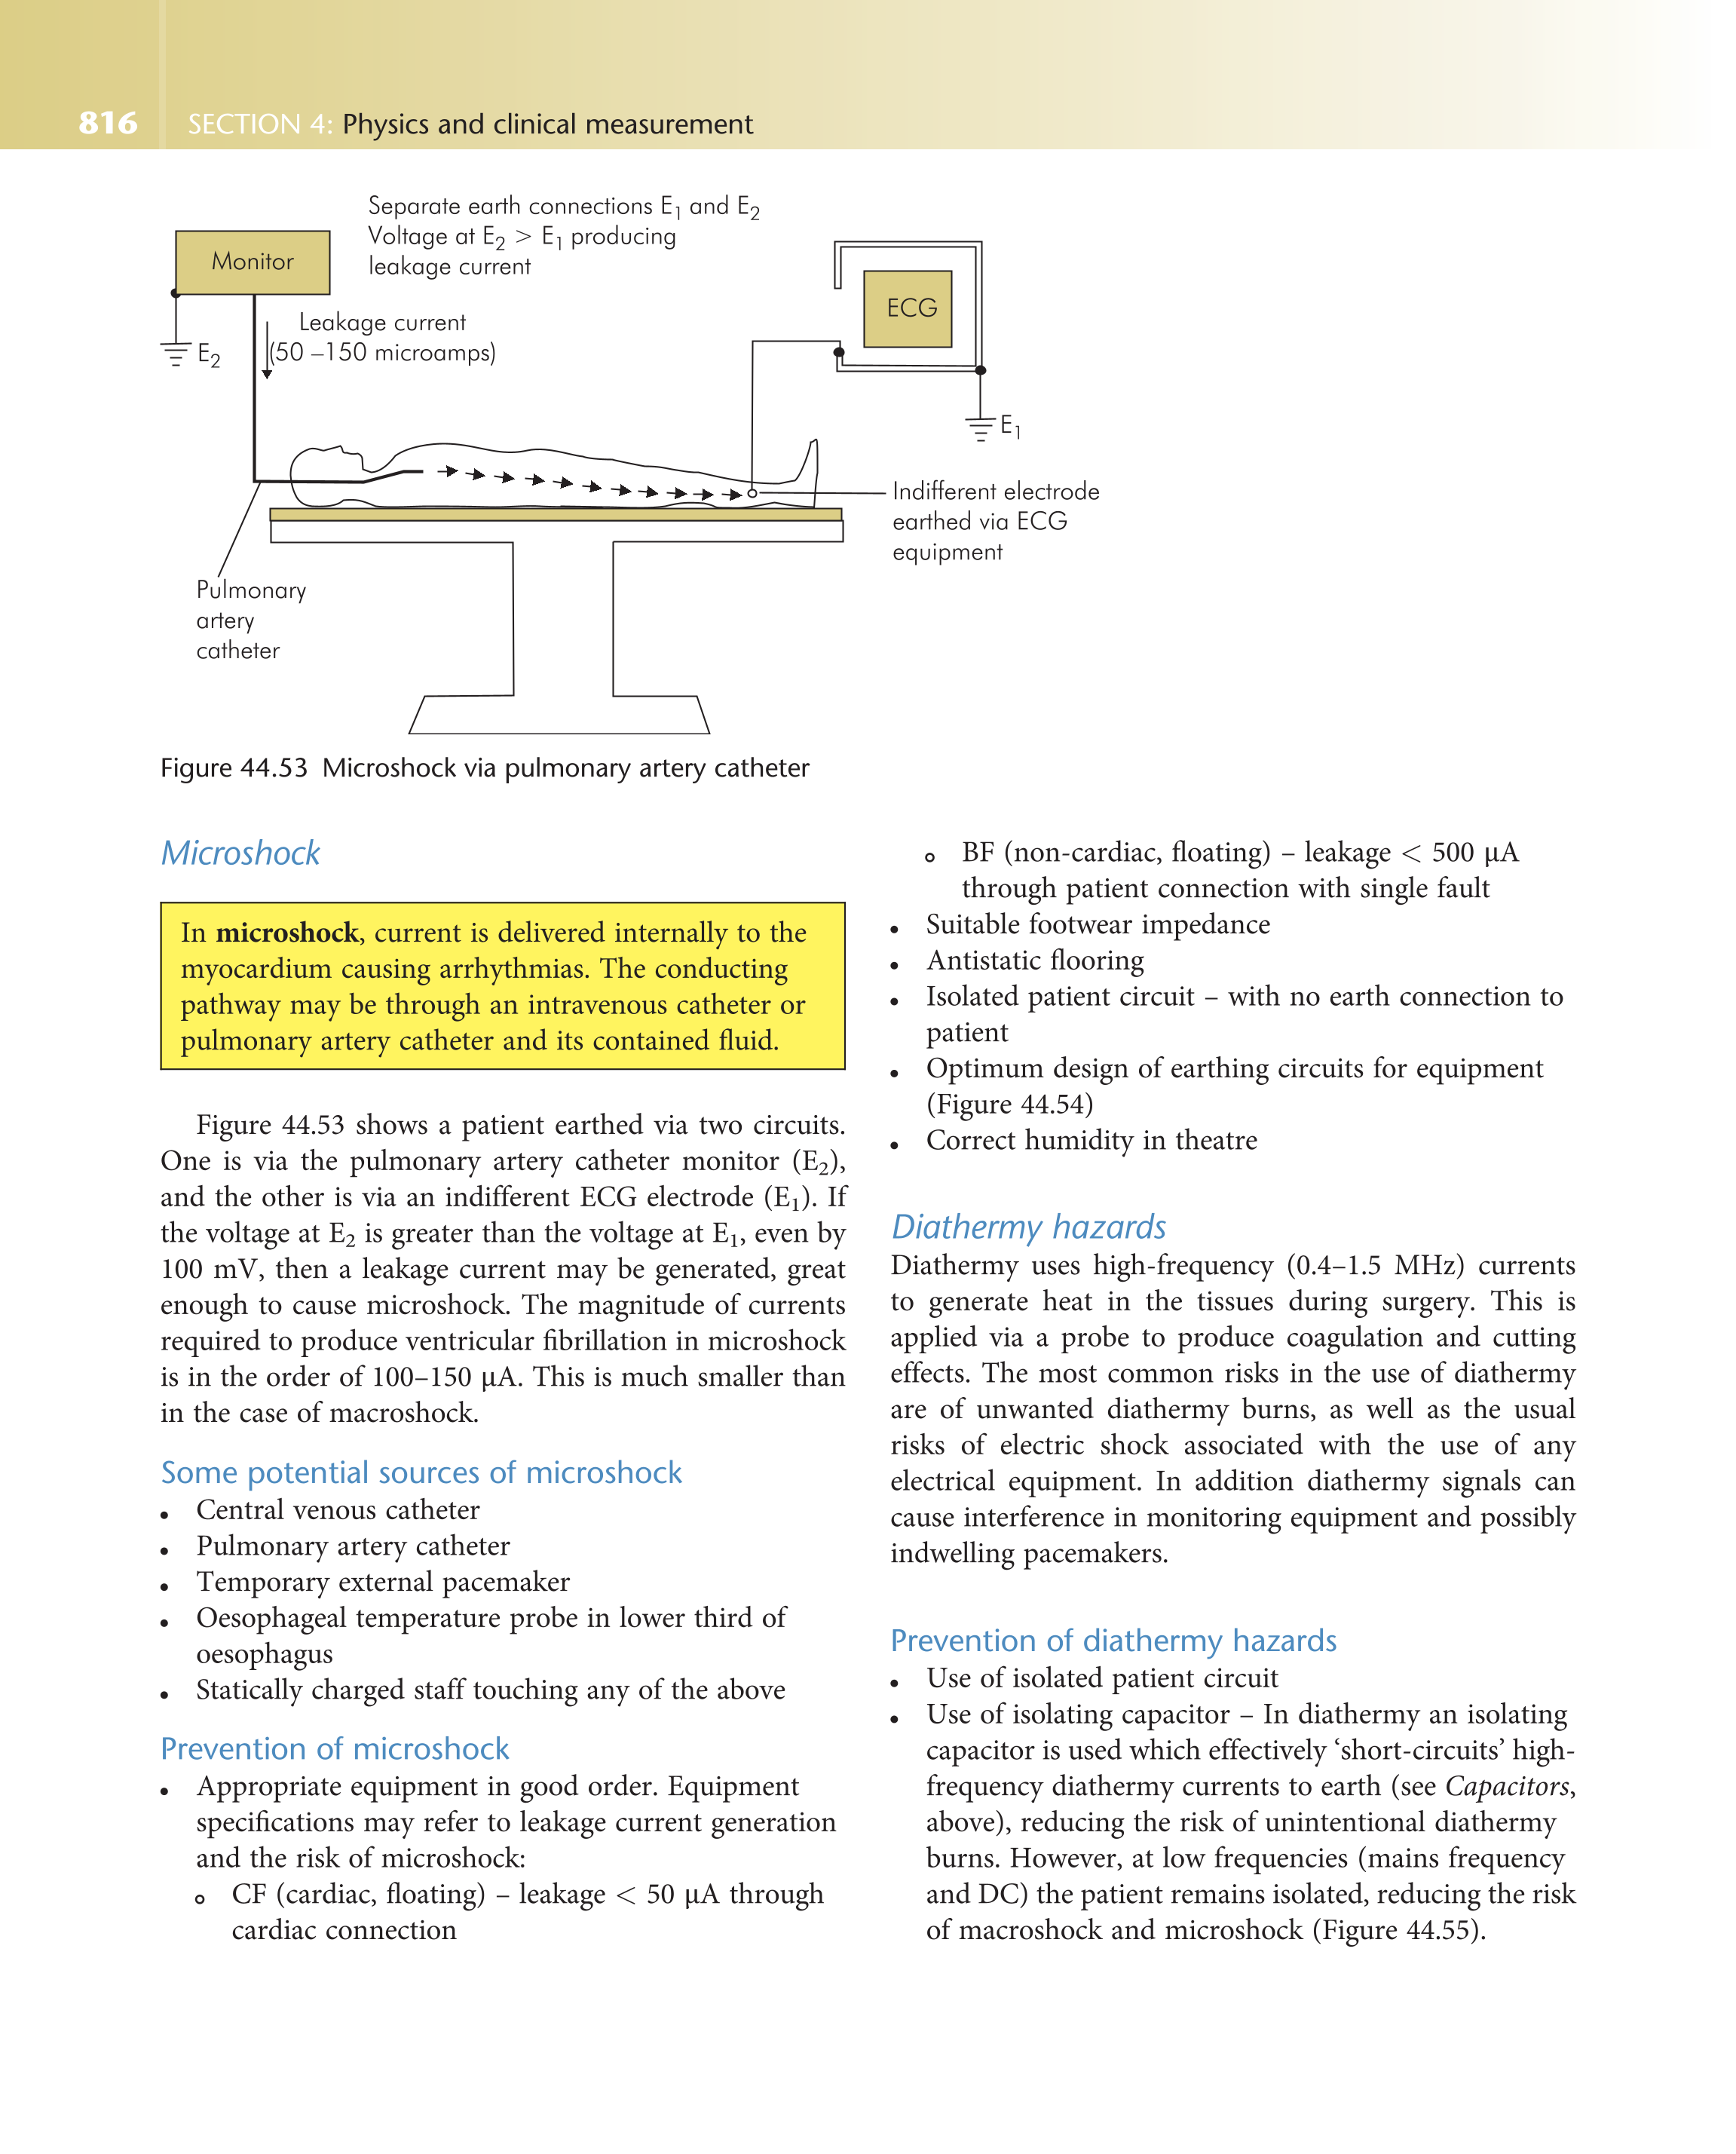 816 SECTION 4: Physics and clinical measurement
Separate earth connections E₁ and E₂
Voltage at E₂ > E₁ producing
leakage current
Monitor
ECG
Leakage current
(50 –150 microamps)
E₂
E₁
Indifferent electrode
earthed via ECG
equipment
Pulmonary
artery
catheter
Figure 44.53 Microshock via pulmonary artery catheter
Microshock
In microshock, current is delivered internally to the
myocardium causing arrhythmias. The conducting
pathway may be through an intravenous catheter or
pulmonary artery catheter and its contained fluid.
Figure 44.53 shows a patient earthed via two circuits.
One is via the pulmonary artery catheter monitor (E₂),
and the other is via an indifferent ECG electrode (E₁). If
the voltage at E₂ is greater than the voltage at E₁, even by
100 mV, then a leakage current may be generated, great
enough to cause microshock. The magnitude of currents
required to produce ventricular fibrillation in microshock
is in the order of 100–150 µA. This is much smaller than
in the case of macroshock.
Some potential sources of microshock
• Central venous catheter
• Pulmonary artery catheter
• Temporary external pacemaker
• Oesophageal temperature probe in lower third of
oesophagus
• Statically charged staff touching any of the above
Prevention of microshock
• Appropriate equipment in good order. Equipment
specifications may refer to leakage current generation
and the risk of microshock:
∘ CF (cardiac, floating) – leakage < 50 µA through
cardiac connection
∘ BF (non-cardiac, floating) – leakage < 500 µA
through patient connection with single fault
• Suitable footwear impedance
• Antistatic flooring
• Isolated patient circuit – with no earth connection to
patient
• Optimum design of earthing circuits for equipment
(Figure 44.54)
• Correct humidity in theatre
Diathermy hazards
Diathermy uses high-frequency (0.4–1.5 MHz) currents
to generate heat in the tissues during surgery. This is
applied via a probe to produce coagulation and cutting
effects. The most common risks in the use of diathermy
are of unwanted diathermy burns, as well as the usual
risks of electric shock associated with the use of any
electrical equipment. In addition diathermy signals can
cause interference in monitoring equipment and possibly
indwelling pacemakers.
Prevention of diathermy hazards
• Use of isolated patient circuit
• Use of isolating capacitor – In diathermy an isolating
capacitor is used which effectively ‘short-circuits’ high-
frequency diathermy currents to earth (see Capacitors,
above), reducing the risk of unintentional diathermy
burns. However, at low frequencies (mains frequency
and DC) the patient remains isolated, reducing the risk
of macroshock and microshock (Figure 44.55).